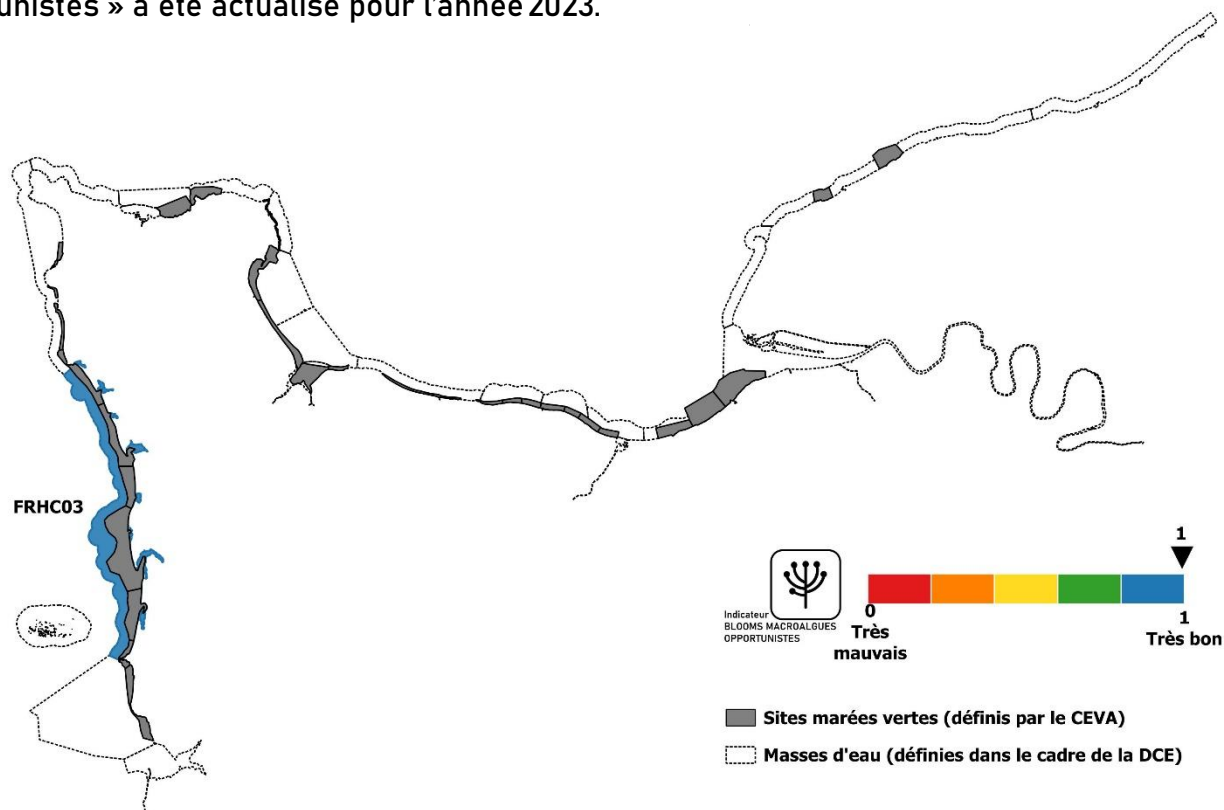 unistes » a été actualisé pour l'année 2023.
FRHC03
1
Indicateur
BLOOMS MACROALGUES
OPPORTUNISTES
0
Très
mauvais
1
Très bon
Sites marées vertes (définis par le CEVA)
Masses d'eau (définies dans le cadre de la DCE)